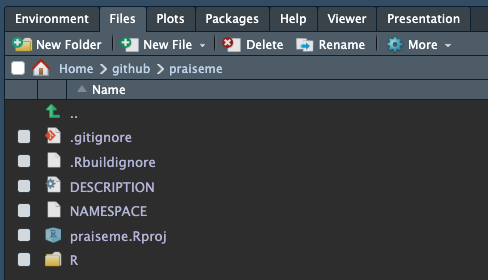 Environment Files Plots Packages Help Viewer Presentation
New Folder New File Delete Rename More
Home github praiseme
Name
..
.gitignore
.Rbuildignore
DESCRIPTION
NAMESPACE
praiseme.Rproj
R